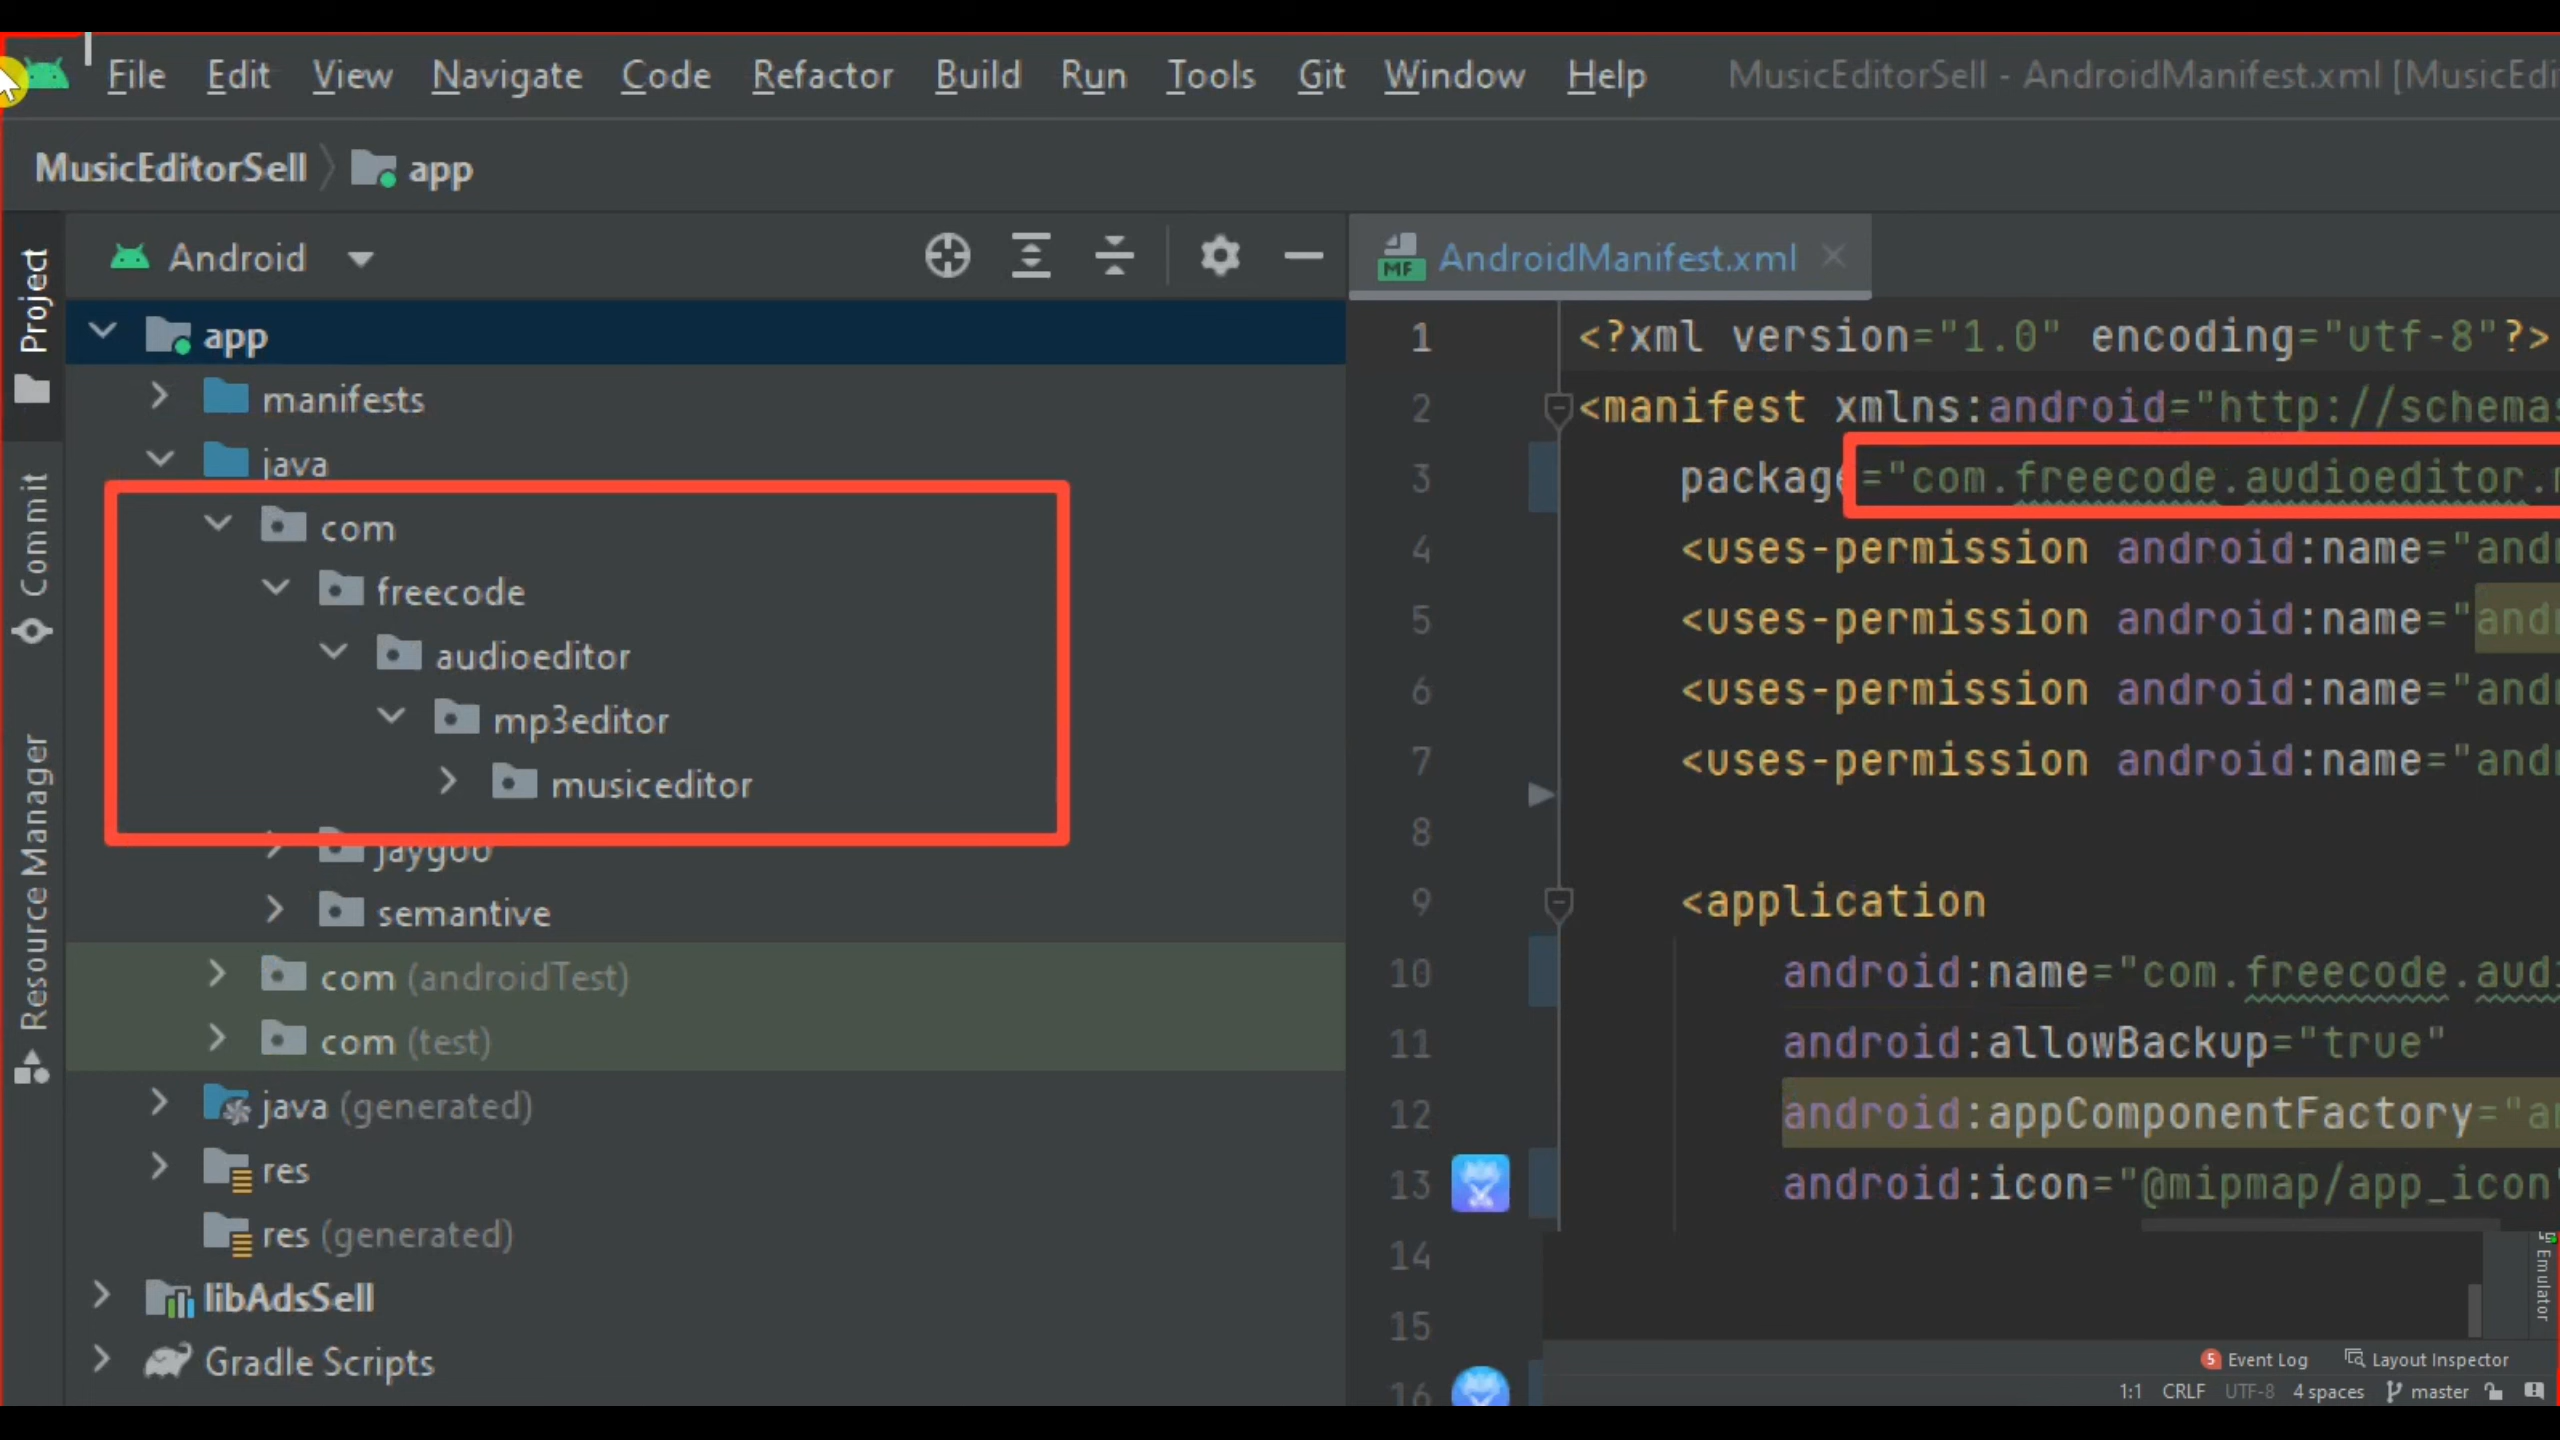 File Edit View Navigate Code Refactor Build Run Tools Git Window Help MusicEditorSell - AndroidManifest.xml [MusicEdi
MusicEditorSell app
Project
Commit
Resource Manager
Android
app
manifests
java
com
freecode
audioeditor
mp3editor
musiceditor
jaygoo
semantive
com (androidTest)
com (test)
java (generated)
res
res (generated)
libAdsSell
Gradle Scripts
AndroidManifest.xml
1 <?xml version="1.0" encoding="utf-8"?>
2 <manifest xmlns:android="http://schemas
3 package="com.freecode.audioeditor.
4 <uses-permission android:name="and
5 <uses-permission android:name="and
6 <uses-permission android:name="and
7 <uses-permission android:name="and
8
9 <application
10 android:name="com.freecode.audi
11 android:allowBackup="true"
12 android:appComponentFactory="an
13 android:icon="@mipmap/app_icon"
14
15
16
Emulator
5 Event Log Layout Inspector
1:1 CRLF UTF-8 4 spaces master